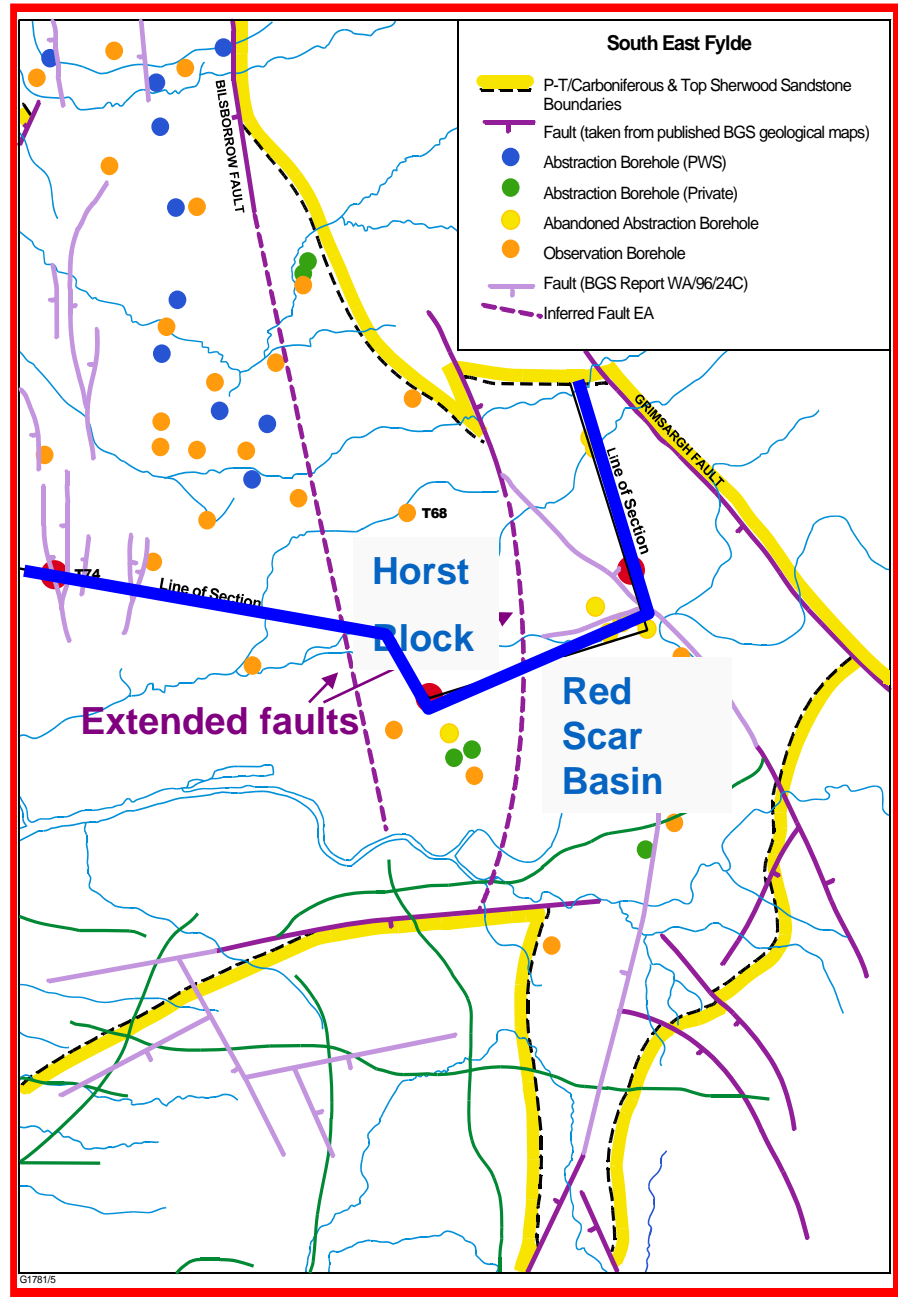 South East Fylde
P-T/Carboniferous & Top Sherwood Sandstone
Boundaries
Fault (taken from published BGS geological maps)
Abstraction Borehole (PWS)
Abstraction Borehole (Private)
Abandoned Abstraction Borehole
Observation Borehole
Fault (BGS Report WA/96/24C)
Inferred Fault EA
BILSBORROW FAULT
GRIMSARGH FAULT
Line of Section
T68
T74
Line of Section
Horst
Block
Extended faults
Red
Scar
Basin
G1781/5